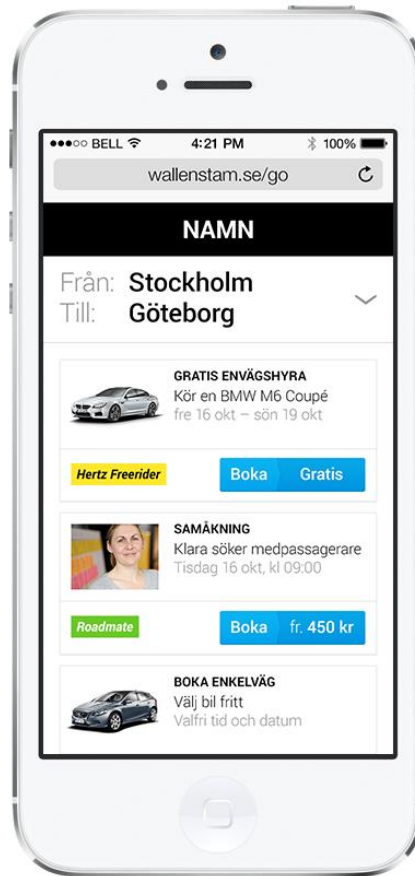 ●●●○○ BELL 4:21 PM 100%
wallenstam.se/go
NAMN
Från: Stockholm
Till: Göteborg
GRATIS ENVÄGSHYRA
Kör en BMW M6 Coupé
fre 16 okt – sön 19 okt
Hertz Freerider Boka Gratis
SAMÅKNING
Klara söker medpassagerare
Tisdag 16 okt, kl 09:00
Roadmate Boka fr. 450 kr
BOKA ENKELVÄG
Välj bil fritt
Valfri tid och datum